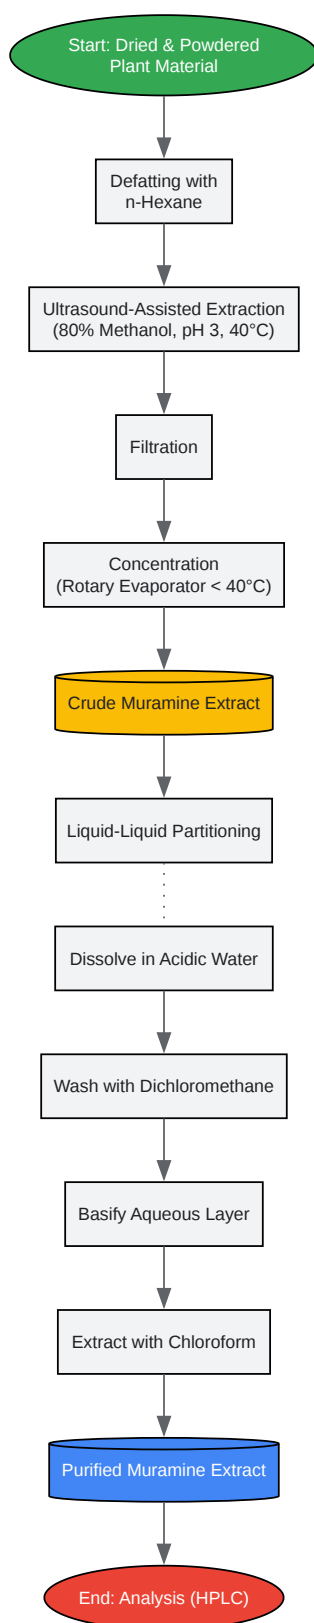 Start: Dried & Powdered
Plant Material
Defatting with
n-Hexane
Ultrasound-Assisted Extraction
(80% Methanol, pH 3, 40°C)
Filtration
Concentration
(Rotary Evaporator < 40°C)
Crude Muramine Extract
Liquid-Liquid Partitioning
Dissolve in Acidic Water
Wash with Dichloromethane
Basify Aqueous Layer
Extract with Chloroform
Purified Muramine Extract
End: Analysis (HPLC)